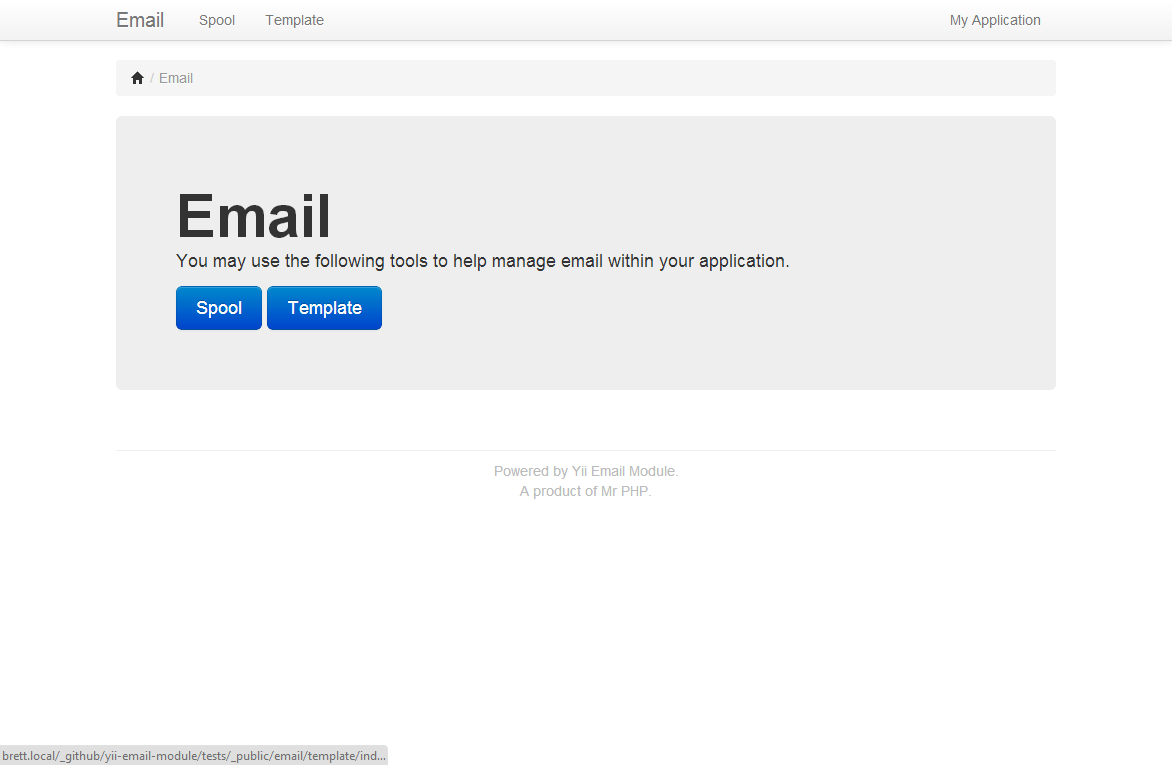 Email Spool Template My Application
/ Email
Email
You may use the following tools to help manage email within your application.
Spool Template
Powered by Yii Email Module.
A product of Mr PHP.
brett.local/_github/yii-email-module/tests/_public/email/template/ind...